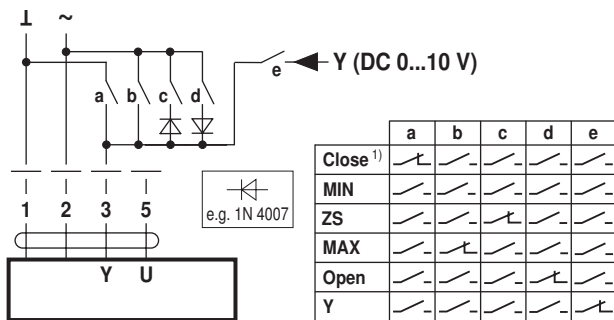 ⊥ ~
e
Y (DC 0...10 V)
a b c d
e.g. 1N 4007
1 2 3 5
Y U
a b c d e
Close 1)
MIN
ZS
MAX
Open
Y